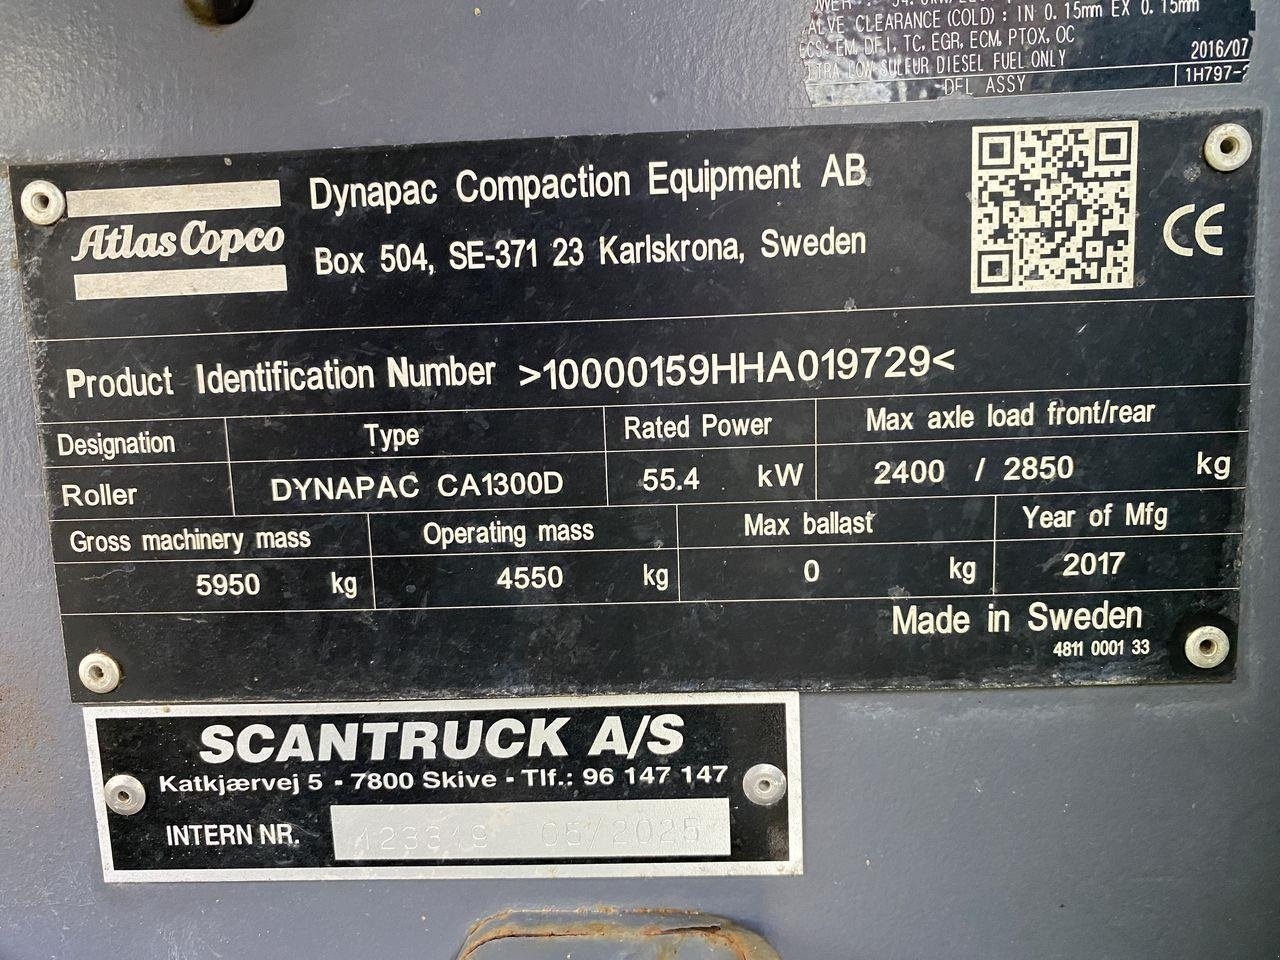 VALVE CLEARANCE (COLD) : IN 0.15mm EX 0.15mm
ECS: EM, DFI, TC, EGR, ECM, PTOX, OC
ULTRA LOW SULFUR DIESEL FUEL ONLY
2016/07
DEL ASSY
1H797-
Atlas Copco
Dynapac Compaction Equipment AB
Box 504, SE-371 23 Karlskrona, Sweden
CE
Product Identification Number >10000159HHA019729<
Designation Type Rated Power Max axle load front/rear
Roller DYNAPAC CA1300D 55.4 kW 2400 / 2850 kg
Gross machinery mass Operating mass Max ballast Year of Mfg
5950 kg 4550 kg 0 kg 2017
Made in Sweden
4811 0001 33
SCANTRUCK A/S
Katkjærvej 5 - 7800 Skive - Tlf.: 96 147 147
INTERN NR. 123319 05/2025